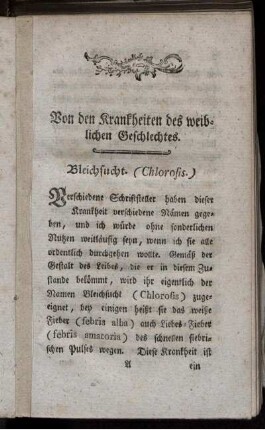 Von den Krankheiten des weib-
lichen Geschlechtes.
Bleichsucht. (Chlorosis.)
Verschiedene Schriftsteller haben dieser
Krankheit verschiedene Nämen gege-
ben, und ich würde ohne sonderlichen
Nutzen weitläufig seyn, wenn ich sie alle
ordentlich durchgehen wollte. Gemäß der
Gestalt des Leibes, die er in diesem Zu-
stande bekömmt, wird ihr eigentlich der
Namen Bleichsucht (Chlorosis) zuge-
eignet, bey einigen heißt sie das weiße
Fieber (febris alba) auch Liebes-Fieber
(febris amatoria) des schnellen fiebri-
schen Pulses wegen. Diese Krankheit ist
A ein